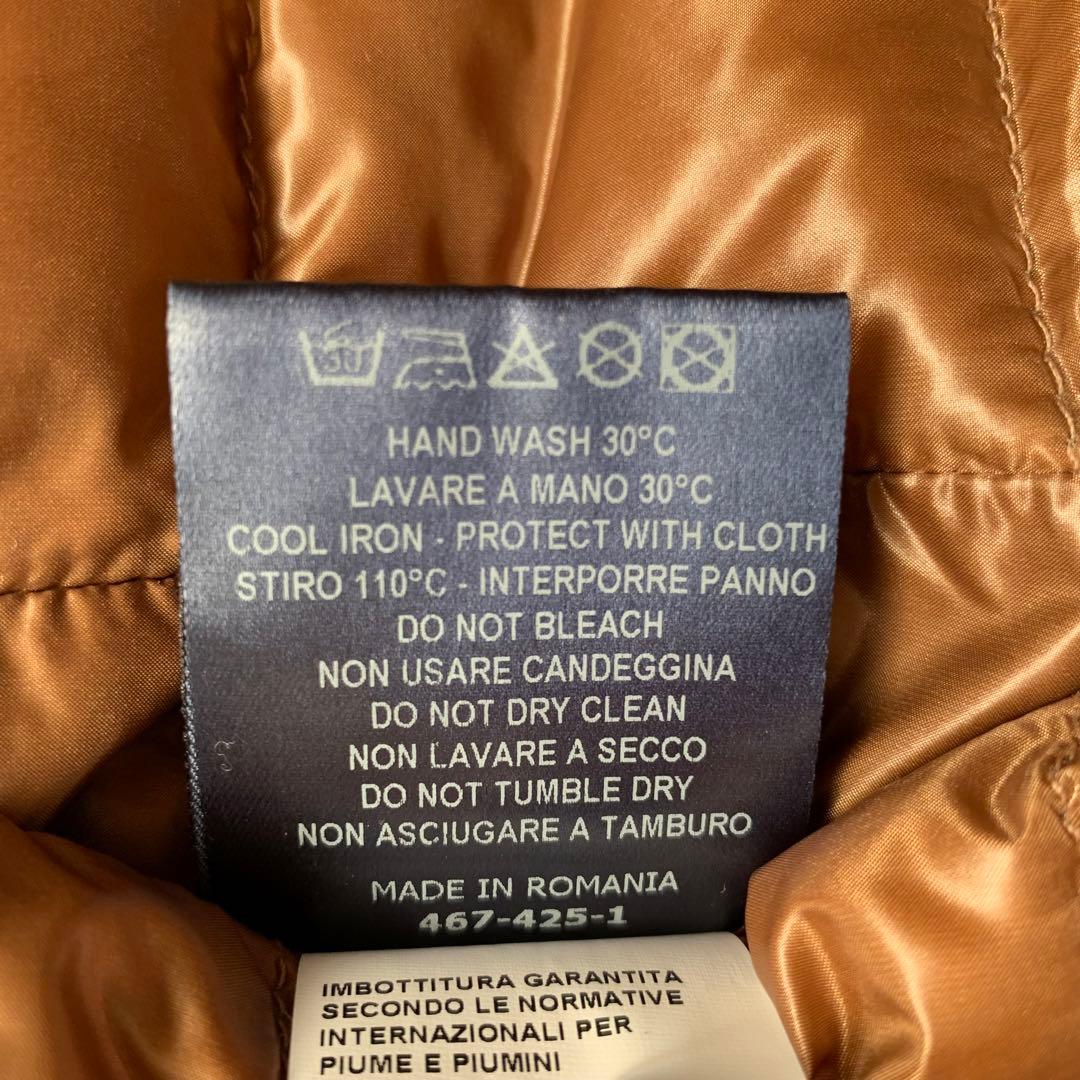 30
HAND WASH 30°C
LAVARE A MANO 30°C
COOL IRON - PROTECT WITH CLOTH
STIRO 110°C - INTERPORRE PANNO
DO NOT BLEACH
NON USARE CANDEGGINA
DO NOT DRY CLEAN
NON LAVARE A SECCO
DO NOT TUMBLE DRY
NON ASCIUGARE A TAMBURO
MADE IN ROMANIA
467-425-1
IMBOTTITURA GARANTITA
SECONDO LE NORMATIVE
INTERNAZIONALI PER
PIUME E PIUMINI